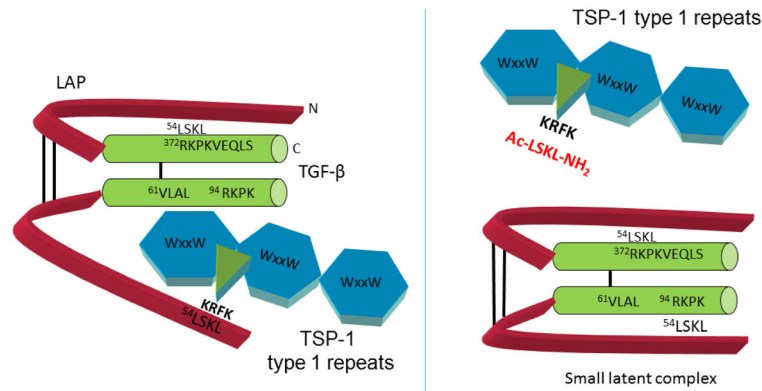 LAP
N
⁵⁴LSKL
³⁷²RKPKVEQLS
C
TGF-β
⁶¹VLAL ⁹⁴RKPK
WxxW
WxxW
WxxW
KRFK
⁵⁴LSKL
TSP-1
type 1 repeats
TSP-1 type 1 repeats
WxxW
WxxW
WxxW
KRFK
Ac-LSKL-NH₂
⁵⁴LSKL
³⁷²RKPKVEQLS
⁶¹VLAL ⁹⁴RKPK
⁵⁴LSKL
Small latent complex